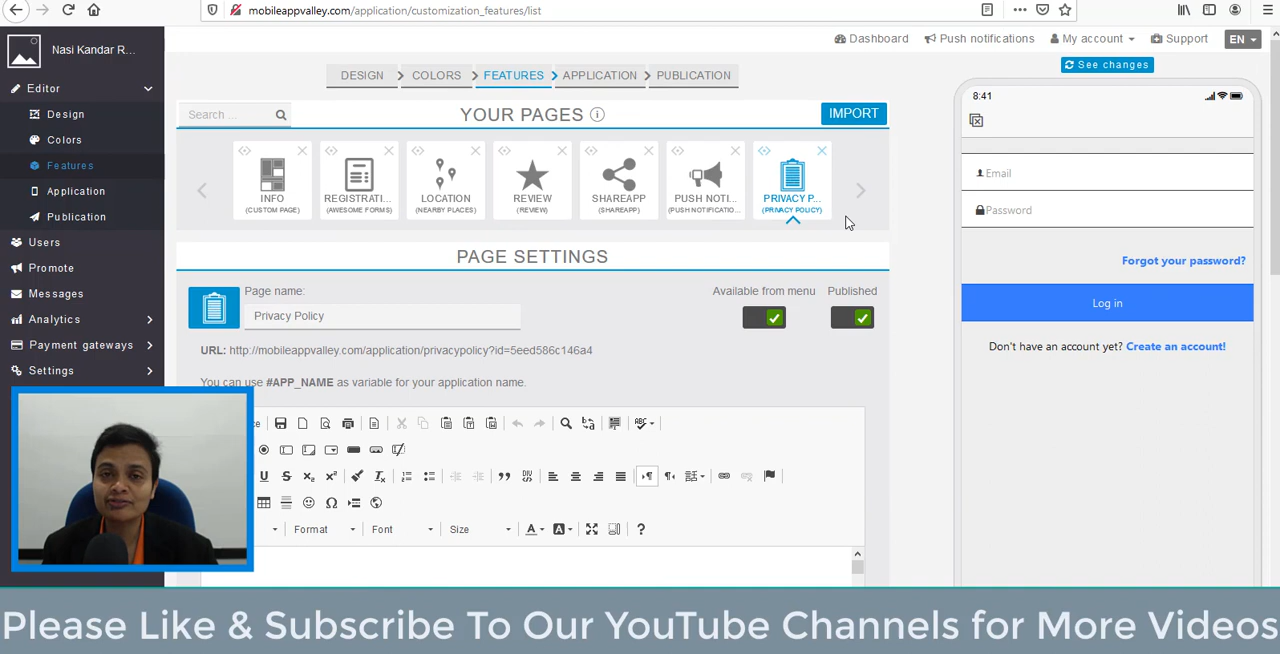 mobileappvalley.com/application/customization_features/list
Nasi Kandar R...
Dashboard
Push notifications
My account
Support
EN
Editor
Design
Colors
Features
Application
Publication
Users
Promote
Messages
Analytics
Payment gateways
Settings
DESIGN
COLORS
FEATURES
APPLICATION
PUBLICATION
See changes
Search ...
YOUR PAGES
IMPORT
INFO
(CUSTOM PAGE)
REGISTRATI...
(AWESOME FORMS)
LOCATION
(NEARBY PLACES)
REVIEW
(REVIEW)
SHAREAPP
(SHAREAPP)
PUSH NOTI...
(PUSH NOTIFICATIO...
PRIVACY P...
(PRIVACY POLICY)
PAGE SETTINGS
Page name:
Privacy Policy
Available from menu
Published
URL: http://mobileappvalley.com/application/privacypolicy?id=5eed586c146a4
You can use #APP_NAME as variable for your application name.
Format
Font
Size
8:41
Email
Password
Forgot your password?
Log in
Don't have an account yet? Create an account!
Please Like & Subscribe To Our YouTube Channels for More Videos